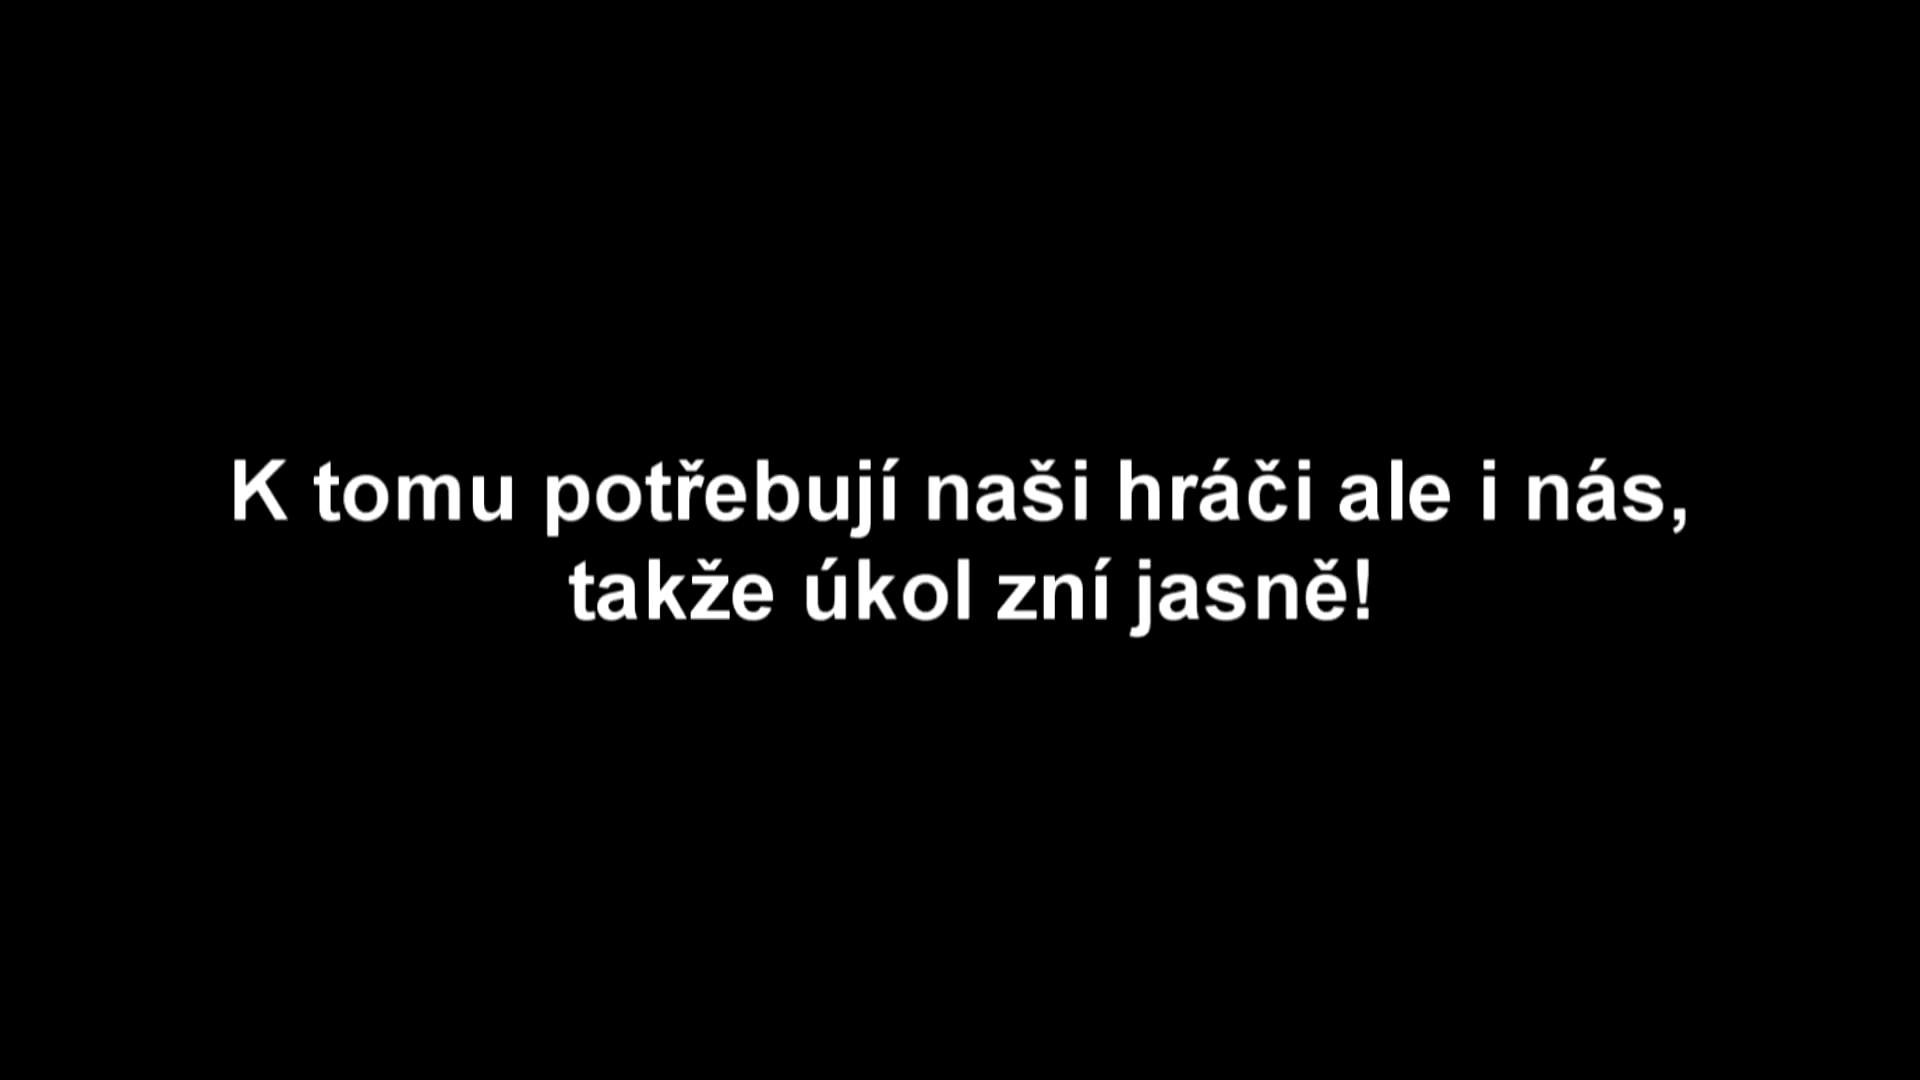 K tomu potřebují naši hráči ale i nás,
takže úkol zní jasně!